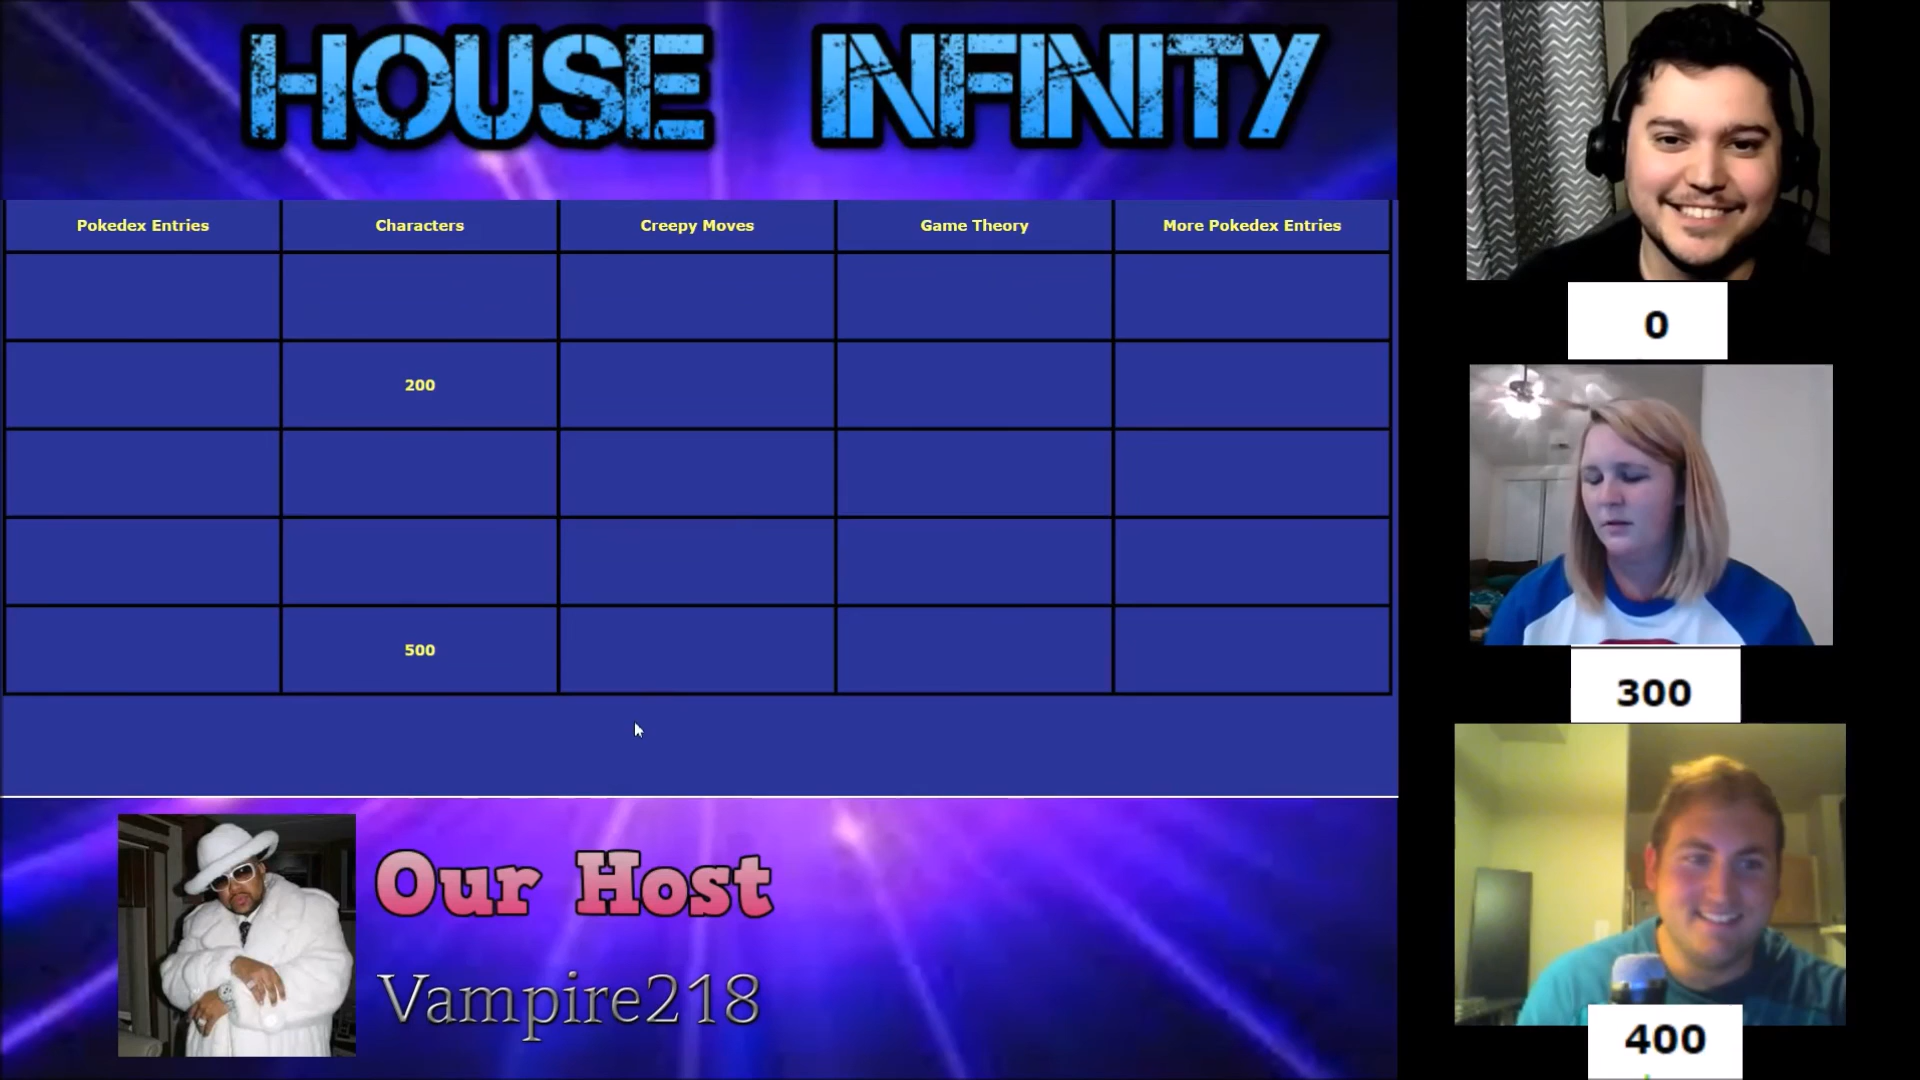 HOUSE INFINITY
Pokedex Entries Characters Creepy Moves Game Theory More Pokedex Entries
200
500
0
300
400
Our Host
Vampire218